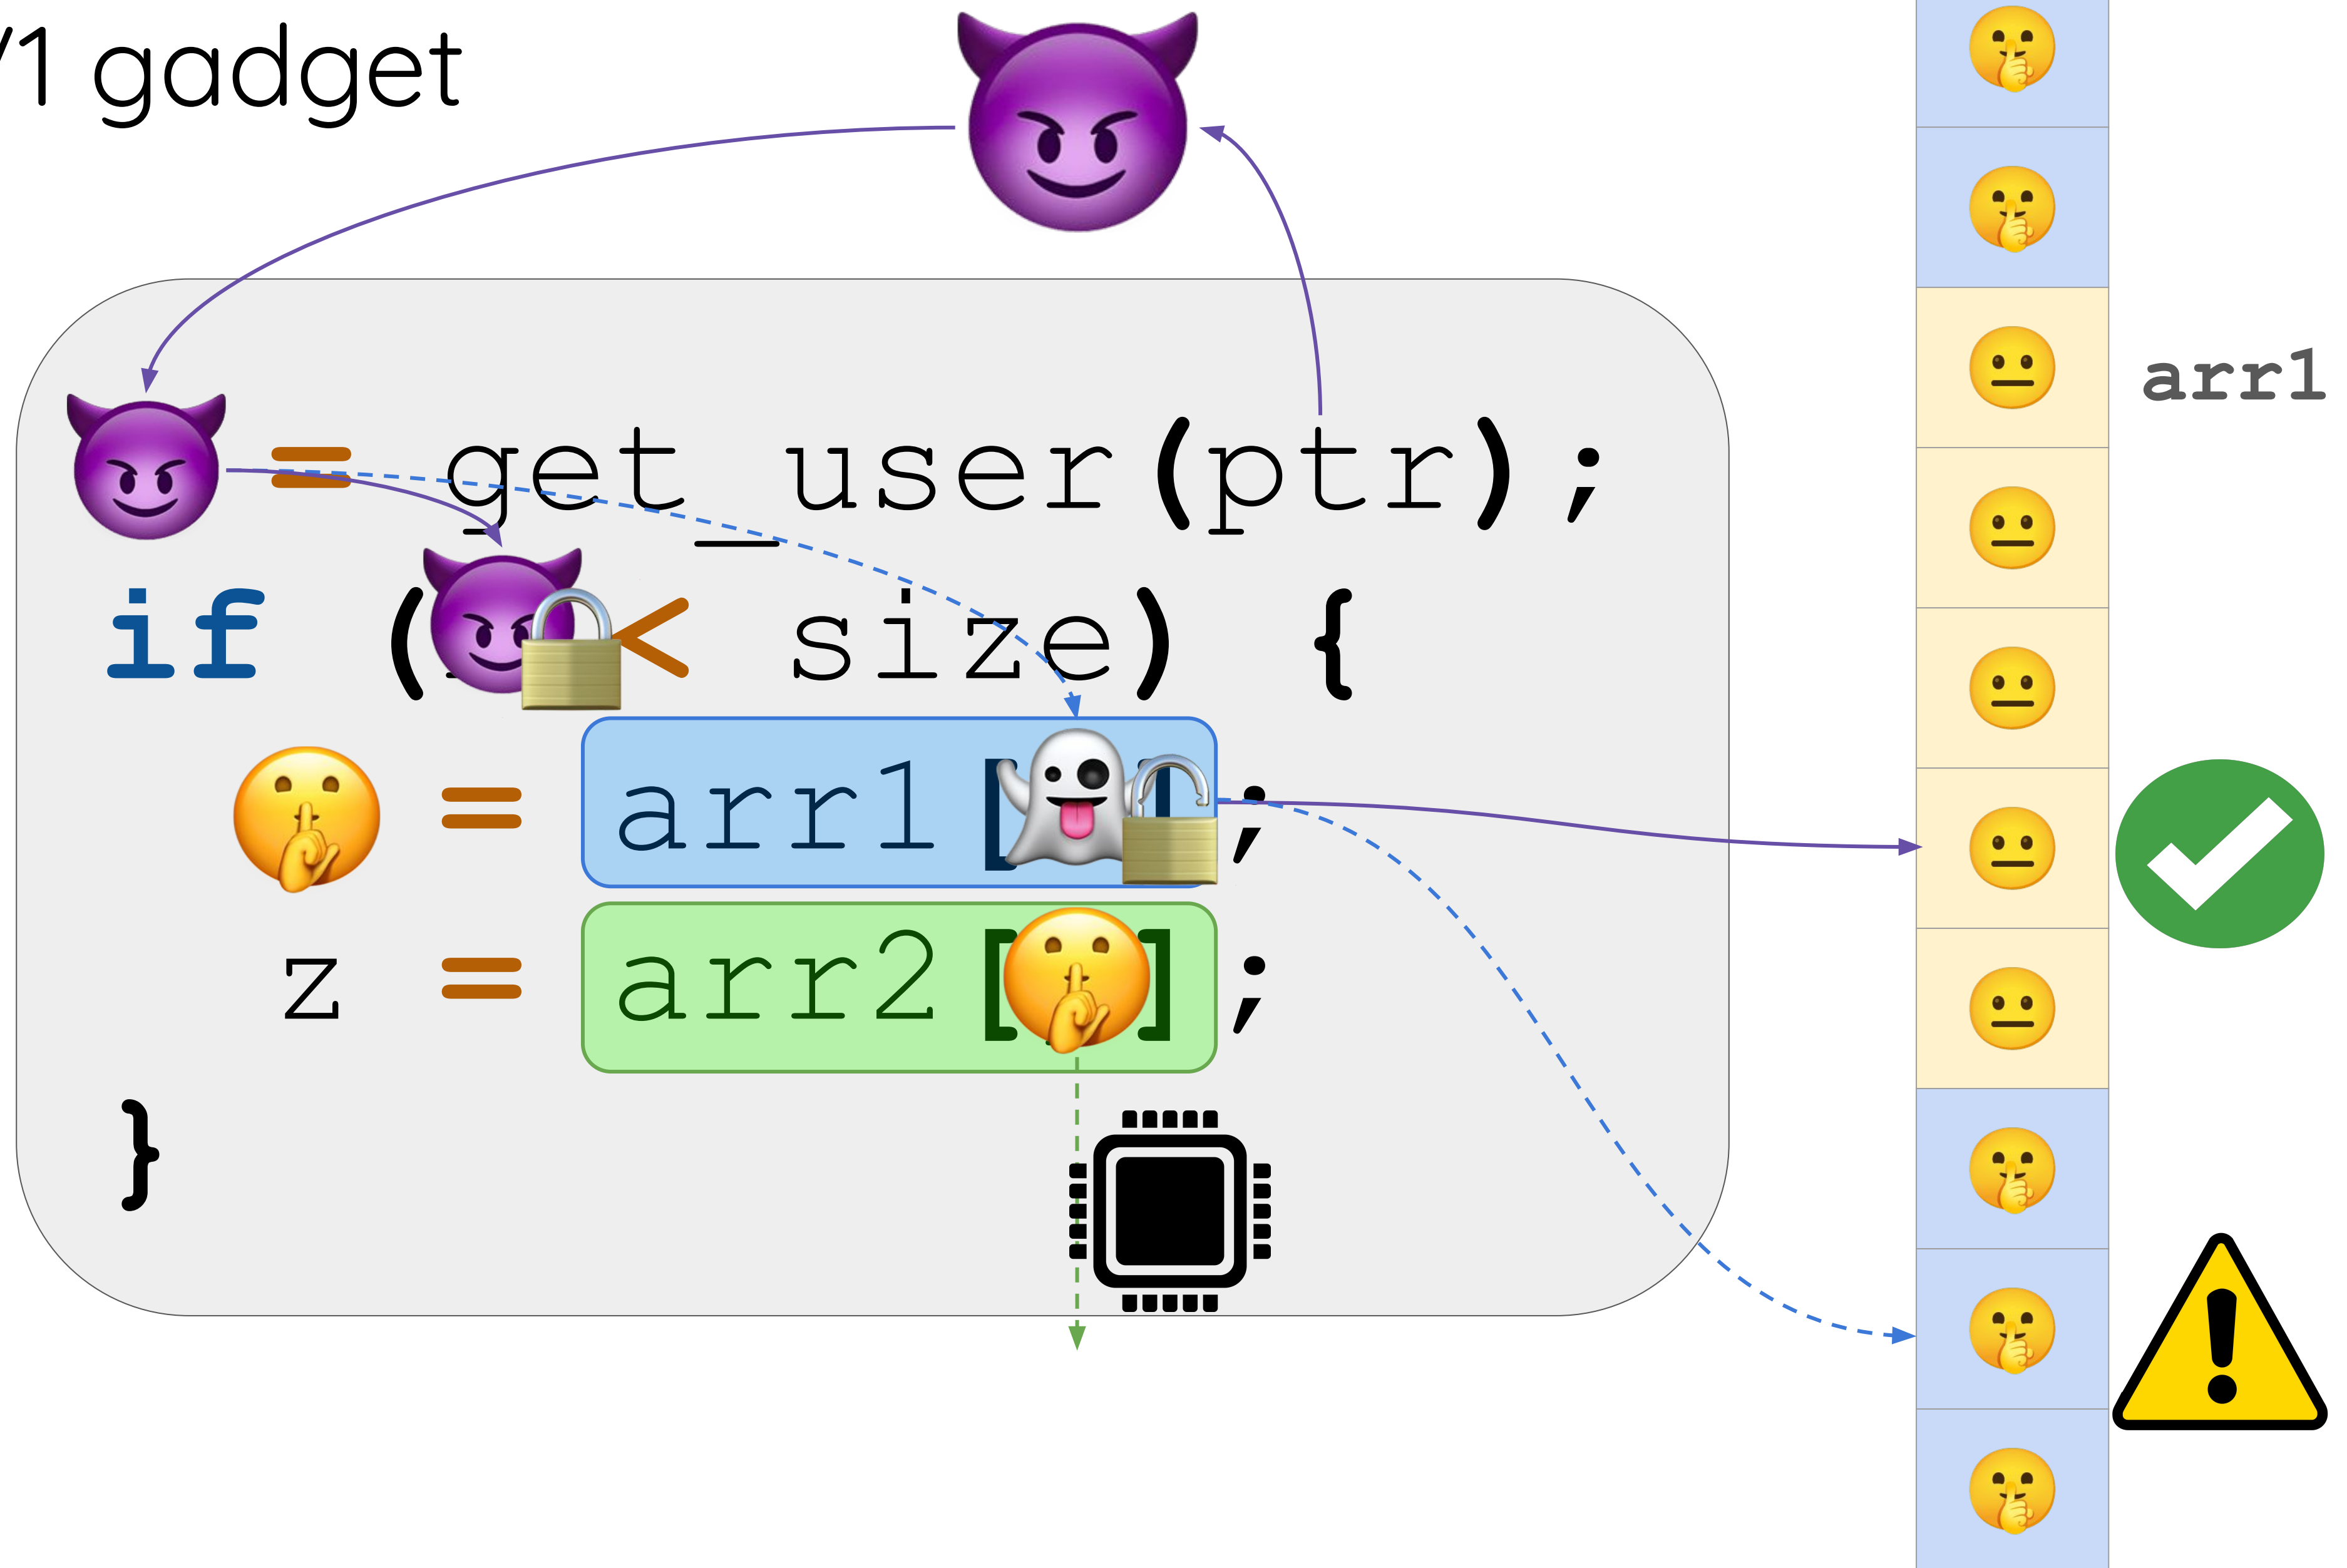 1 gadget
= get_user(ptr);
if ( < size) {
= arr1[ ];
z = arr2[ ];
}
arr1